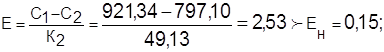 E = (C₁–C₂)/K₂ = (921,34 – 797,10)/49,13 = 2,53 ≻ Eн = 0,15;